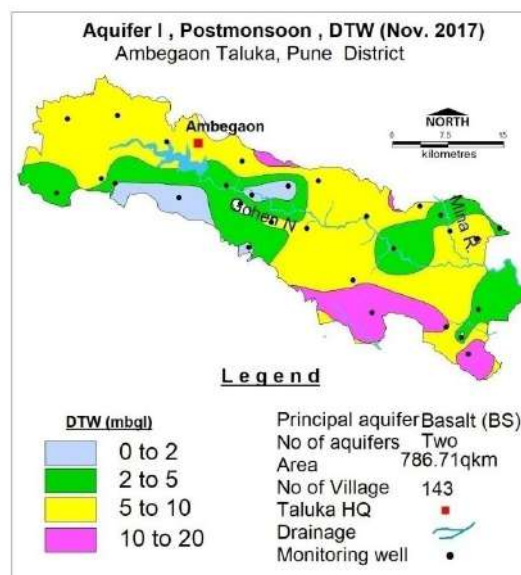 Aquifer I , Postmonsoon , DTW (Nov. 2017)
Ambegaon Taluka, Pune District
NORTH
0 7.5 15
kilometres
Ambegaon
Gohen N
Mina R.
Legend
DTW (mbgl)
0 to 2
2 to 5
5 to 10
10 to 20
Principal aquifer Basalt (BS)
No of aquifers Two
Area 786.71qkm
No of Village 143
Taluka HQ
Drainage
Monitoring well